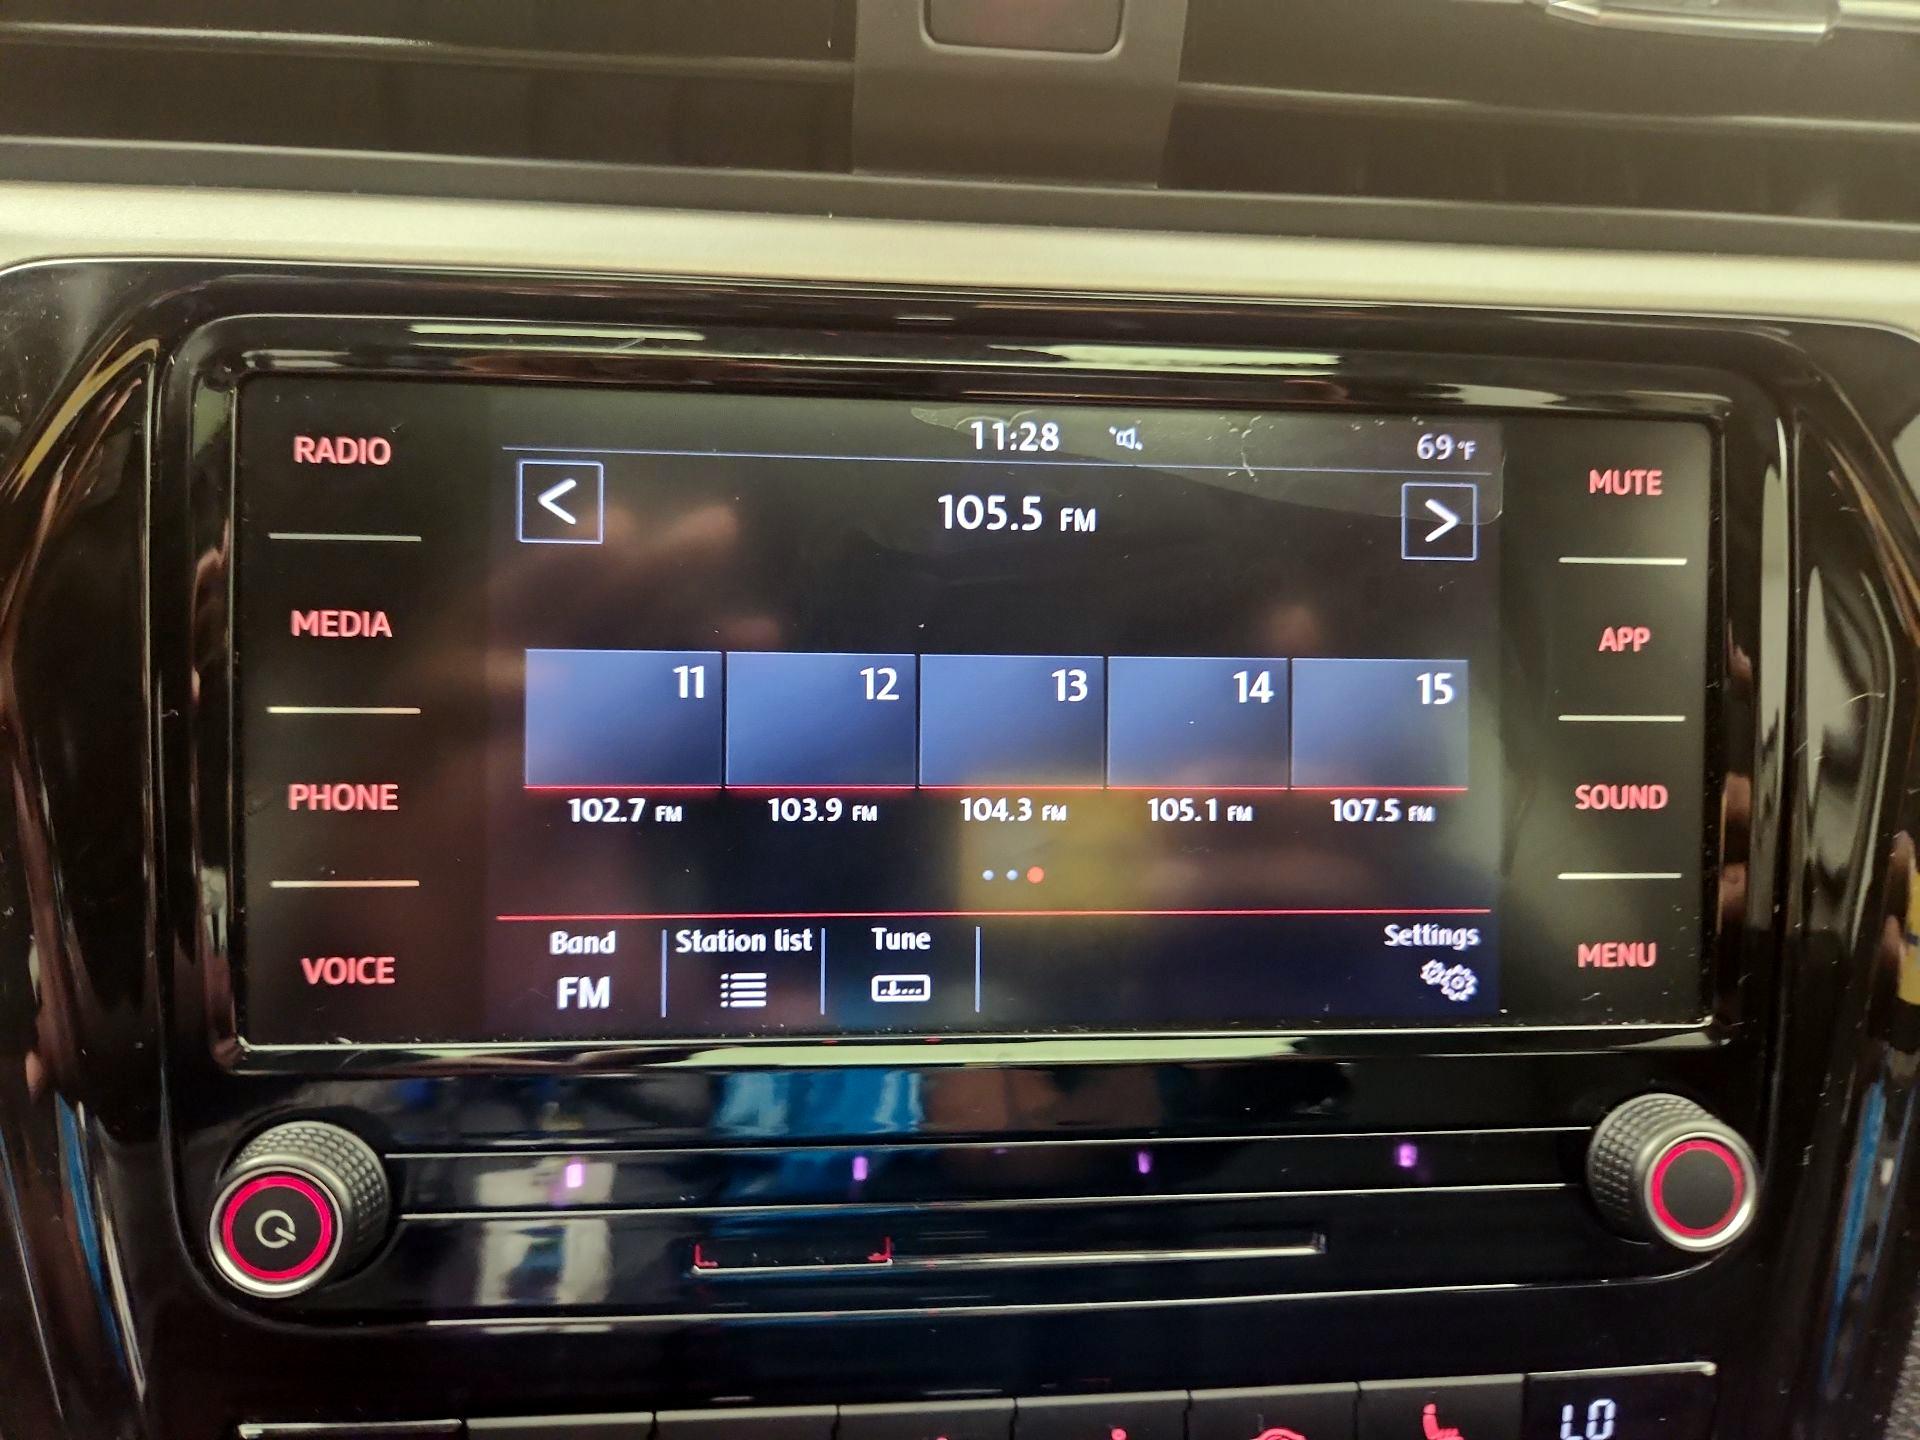 11:28 69°F
RADIO
MUTE
<
105.5 FM
>
MEDIA
APP
11 12 13 14 15
102.7 FM 103.9 FM 104.3 FM 105.1 FM 107.5 FM
PHONE
SOUND
Band Station list Tune Settings
FM
VOICE
MENU
LO